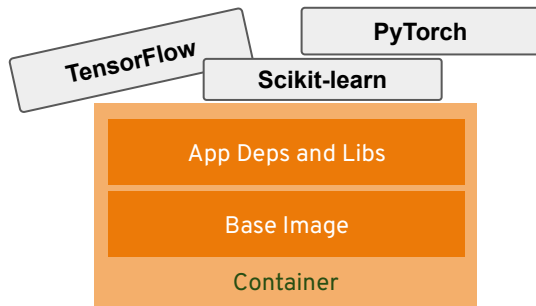 PyTorch
TensorFlow
Scikit-learn
App Deps and Libs
Base Image
Container